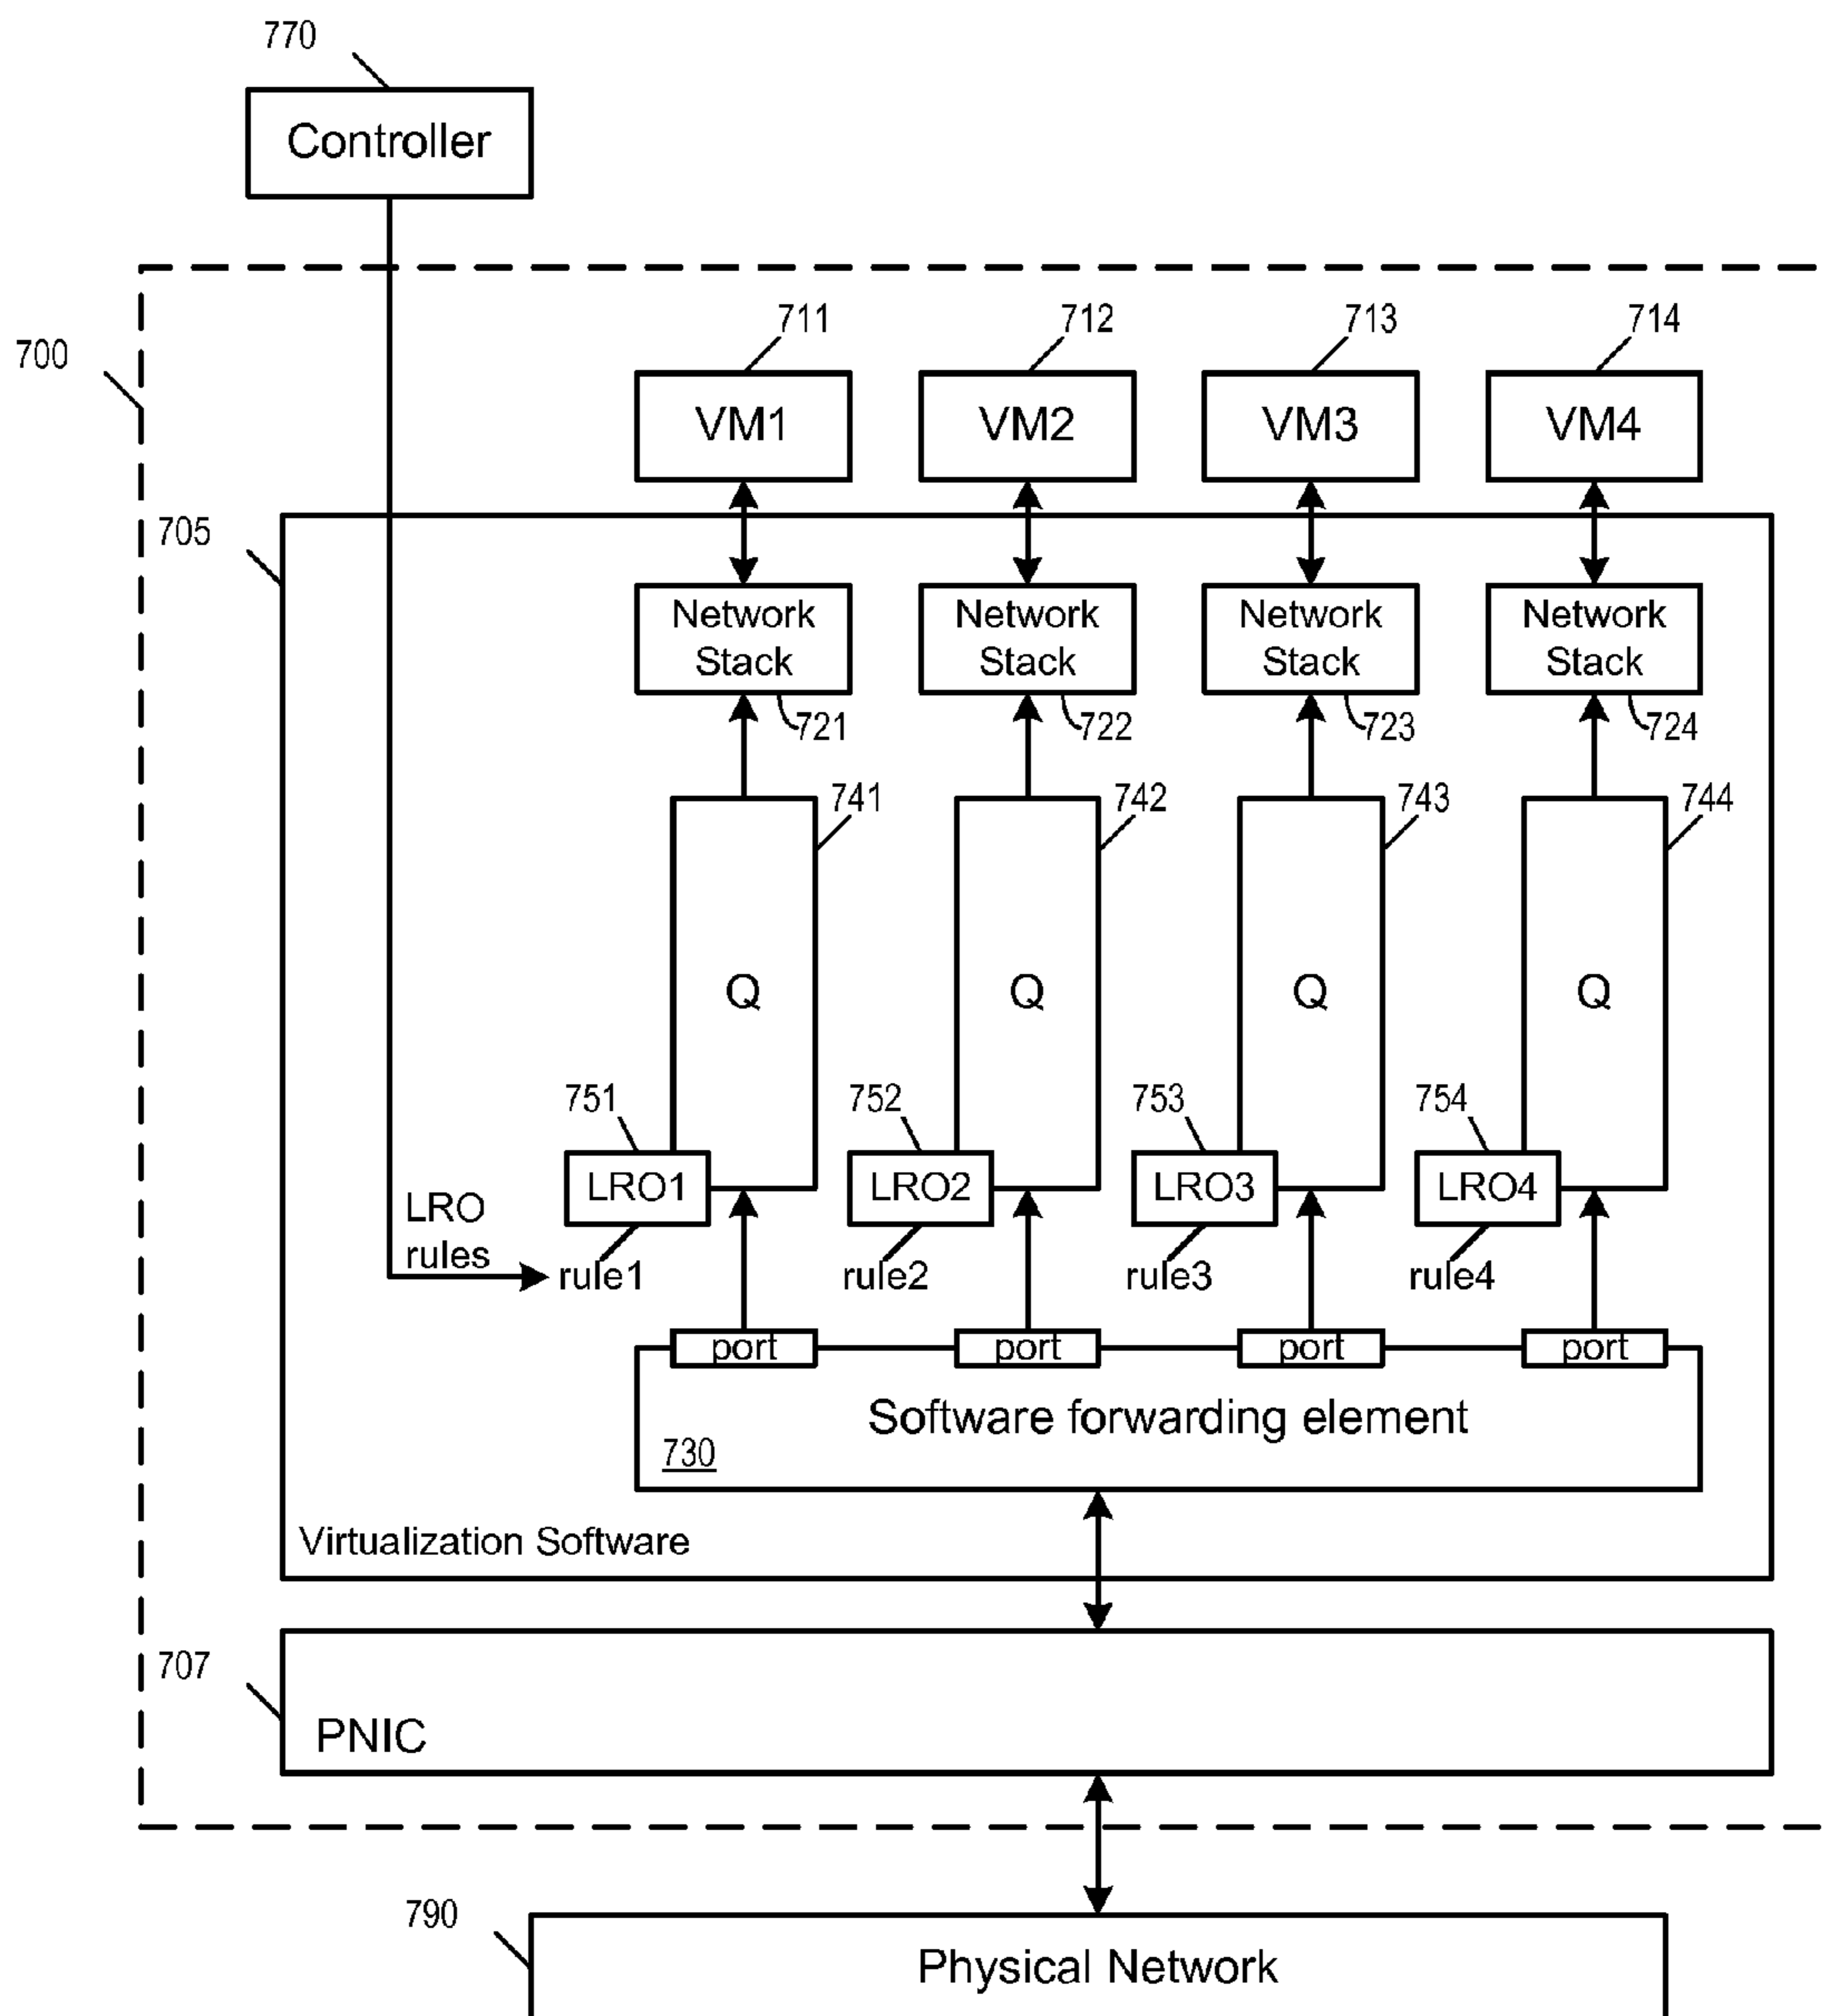 770
Controller
700
711
712
713
714
VM1
VM2
VM3
VM4
705
Network
Stack
Network
Stack
Network
Stack
Network
Stack
721
722
723
724
741
742
743
744
Q
Q
Q
Q
751
752
753
754
LRO1
LRO2
LRO3
LRO4
LRO
rules
rule1
rule2
rule3
rule4
port
port
port
port
Software forwarding element
730
Virtualization Software
707
PNIC
790
Physical Network